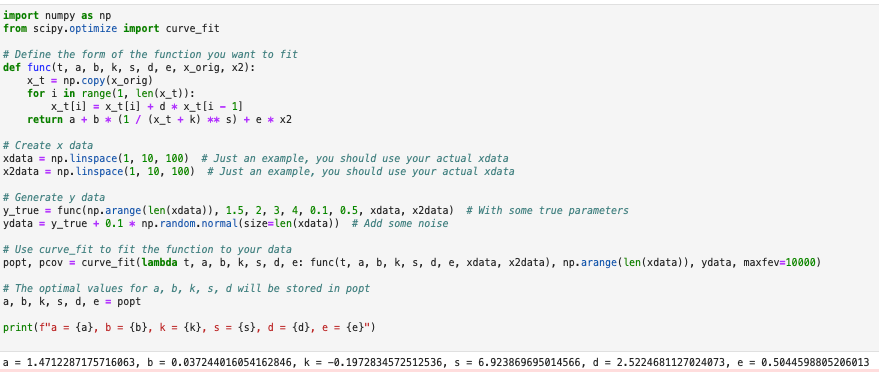 import numpy as np
from scipy.optimize import curve_fit

# Define the form of the function you want to fit
def func(t, a, b, k, s, d, e, x_orig, x2):
    x_t = np.copy(x_orig)
    for i in range(1, len(x_t)):
        x_t[i] = x_t[i] + d * x_t[i - 1]
    return a + b * (1 / (x_t + k) ** s) + e * x2

# Create x data
xdata = np.linspace(1, 10, 100)  # Just an example, you should use your actual xdata
x2data = np.linspace(1, 10, 100)  # Just an example, you should use your actual xdata

# Generate y data
y_true = func(np.arange(len(xdata)), 1.5, 2, 3, 4, 0.1, 0.5, xdata, x2data)  # With some true parameters
ydata = y_true + 0.1 * np.random.normal(size=len(xdata))  # Add some noise

# Use curve_fit to fit the function to your data
popt, pcov = curve_fit(lambda t, a, b, k, s, d, e: func(t, a, b, k, s, d, e, xdata, x2data), np.arange(len(xdata)), ydata, maxfev=10000)

# The optimal values for a, b, k, s, d will be stored in popt
a, b, k, s, d, e = popt

print(f"a = {a}, b = {b}, k = {k}, s = {s}, d = {d}, e = {e}")

a = 1.4712287175716063, b = 0.037244016054162846, k = -0.1972834572512536, s = 6.923869695014566, d = 2.5224681127024073, e = 0.5044598805206013